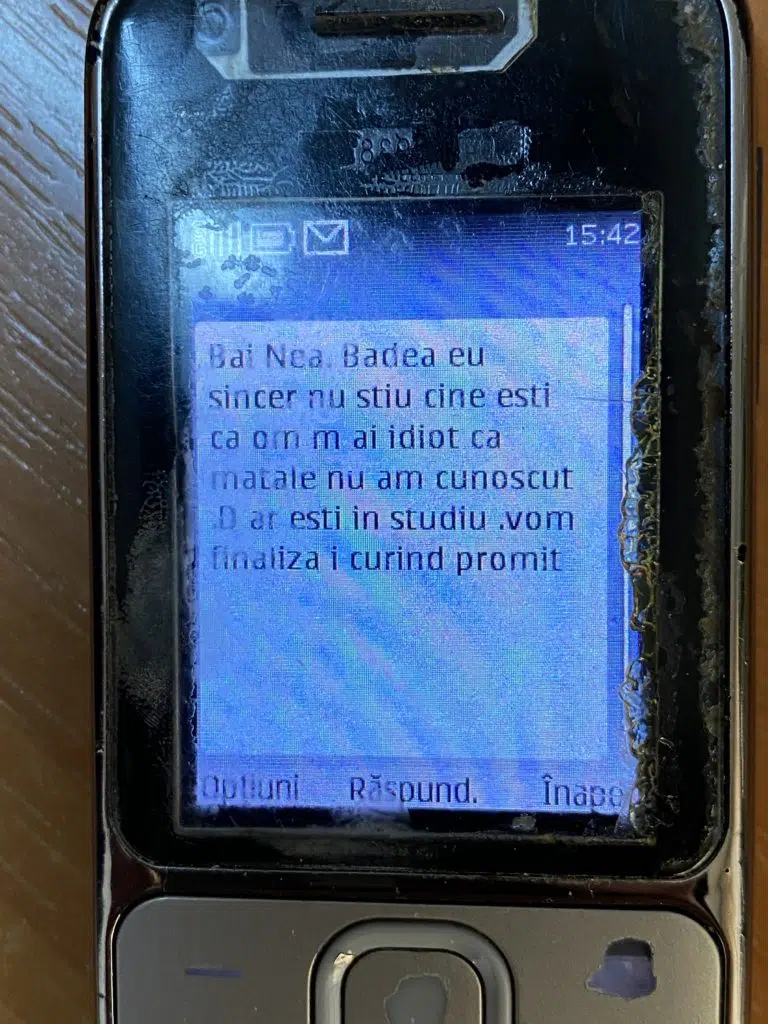 15:42
Bai Nea. Badea eu
sincer nu stiu cine esti
ca om m ai idiot ca
matale nu am cunoscut
.D ar esti in studiu .vom
finaliza i curind promit
Opțiuni Răspund. Înapo